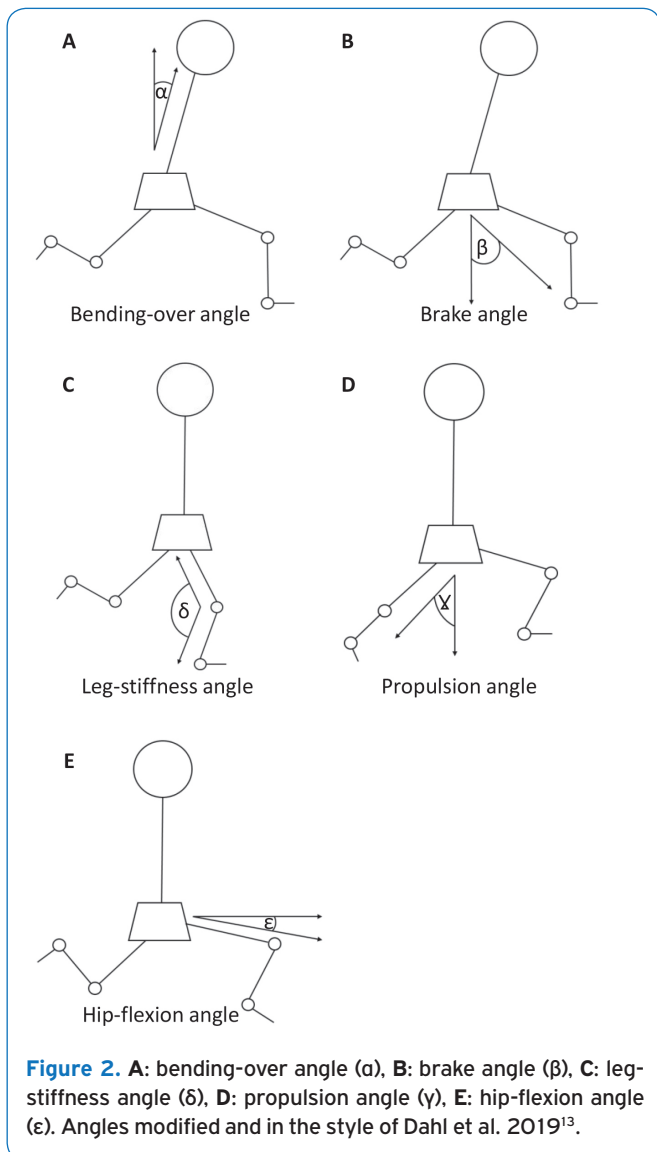 A
B
α
β
Bending-over angle
Brake angle
C
D
δ
Ɣ
Leg-stiffness angle
Propulsion angle
E
ε
Hip-flexion angle
Figure 2. A: bending-over angle (α), B: brake angle (β), C: leg-
stiffness angle (δ), D: propulsion angle (γ), E: hip-flexion angle
(ε). Angles modified and in the style of Dahl et al. 2019¹³.